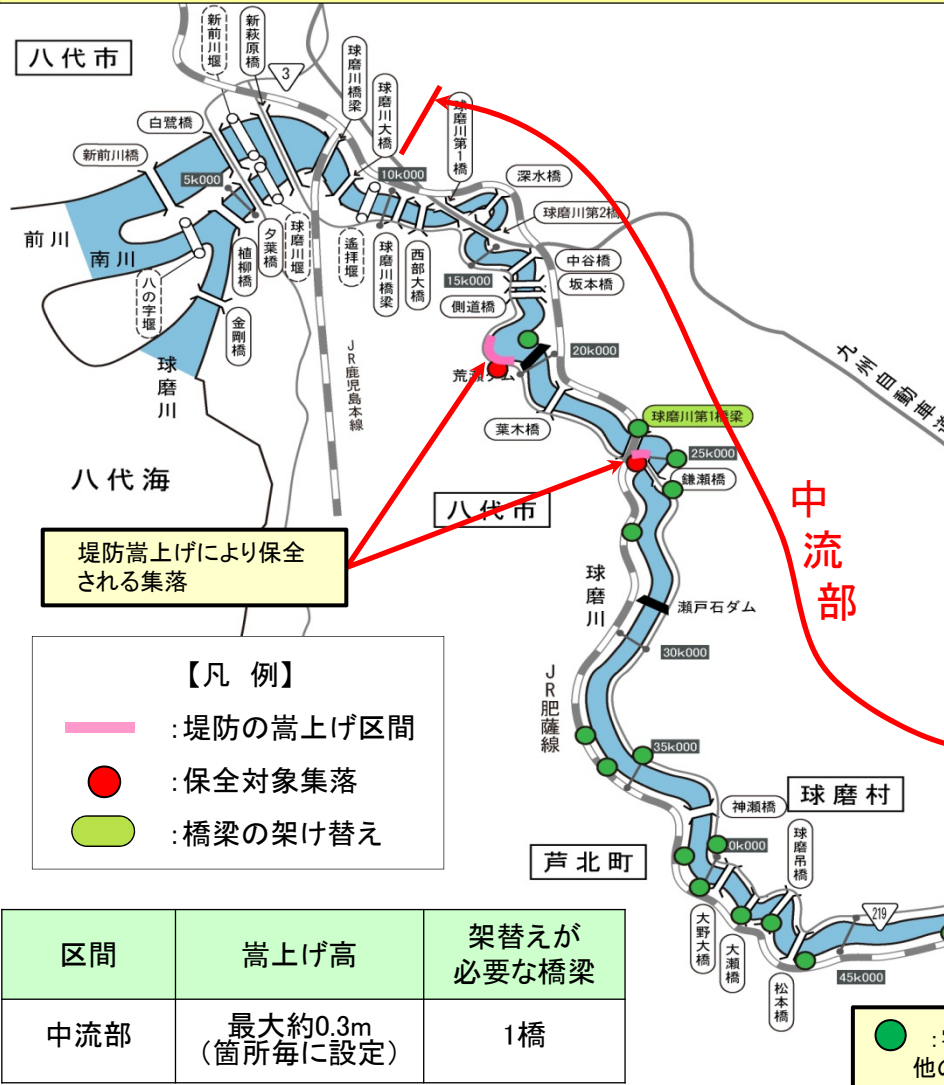 八代市
新前川堰
新萩原橋
3
球磨川橋梁
球磨川大橋
球磨川第1橋
白鷺橋
新前川橋
5k000
10k000
深水橋
球磨川第2橋
前川
南川
八の字堰
植柳橋
夕葉橋
球磨川堰
遙拝堰
球磨川橋梁
西部大橋
中谷橋
坂本橋
15k000
側道橋
金剛橋
球磨川
JR鹿児島本線
20k000
荒瀬ダム
九州自動車道
葉木橋
球磨川第1橋梁
25k000
鎌瀬橋
八代海
八代市
中流部
堤防嵩上げにより保全
される集落
球磨川
瀬戸石ダム
30k000
JR肥薩線
【凡 例】
:堤防の嵩上げ区間
:保全対象集落
:橋梁の架け替え
35k000
神瀬橋
球磨村
芦北町
0k000
球磨吊橋
大野大橋
大瀬橋
松本橋
219
45k000
区間 嵩上げ高 架替えが
必要な橋梁
中流部 最大約0.3m
(箇所毎に設定) 1橋
他の